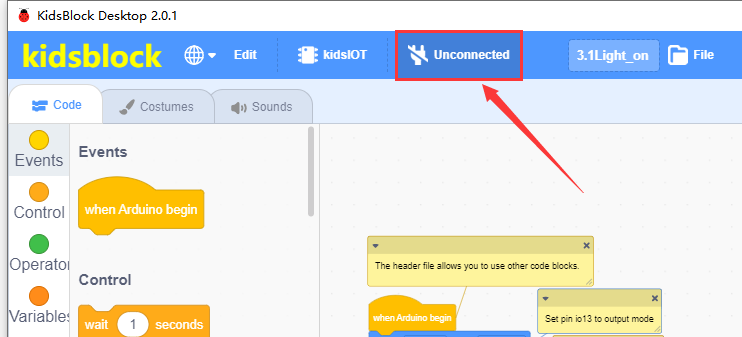 KidsBlock Desktop 2.0.1
kidsblock
Edit
kidsIOT
Unconnected
3.1Light_on
File
Code
Costumes
Sounds
Events
Control
Operator
Variables
Events
when Arduino begin
Control
wait 1 seconds
The header file allows you to use other code blocks.
when Arduino begin
Set pin io13 to output mode